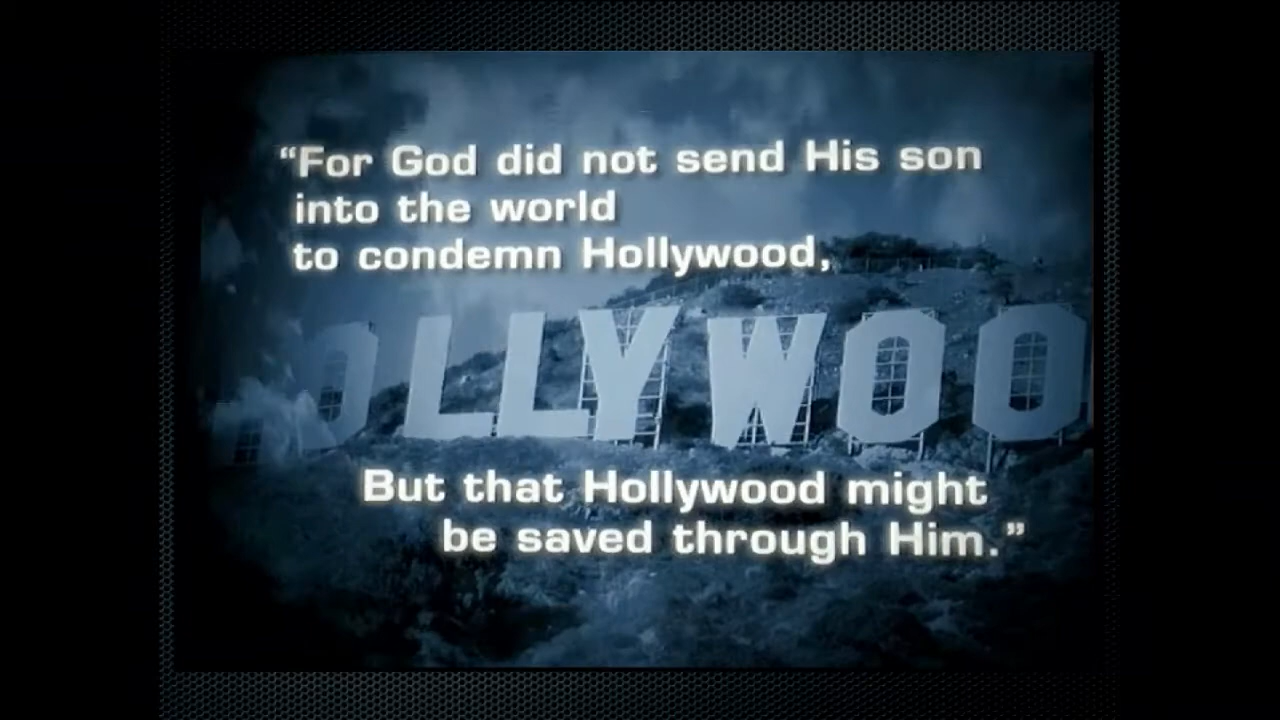 “For God did not send His son
into the world
to condemn Hollywood,
OLLYWOO
But that Hollywood might
be saved through Him.”